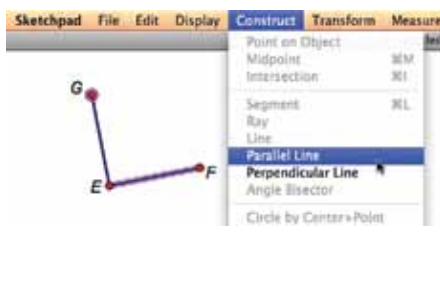 Sketchpad File Edit Display Construct Transform Measure
Point on Object
Midpoint ⌘M
Intersection ⌘I
Segment ⌘L
Ray
Line
Parallel Line
Perpendicular Line
Angle Bisector
Circle by Center+Point
G
E
F